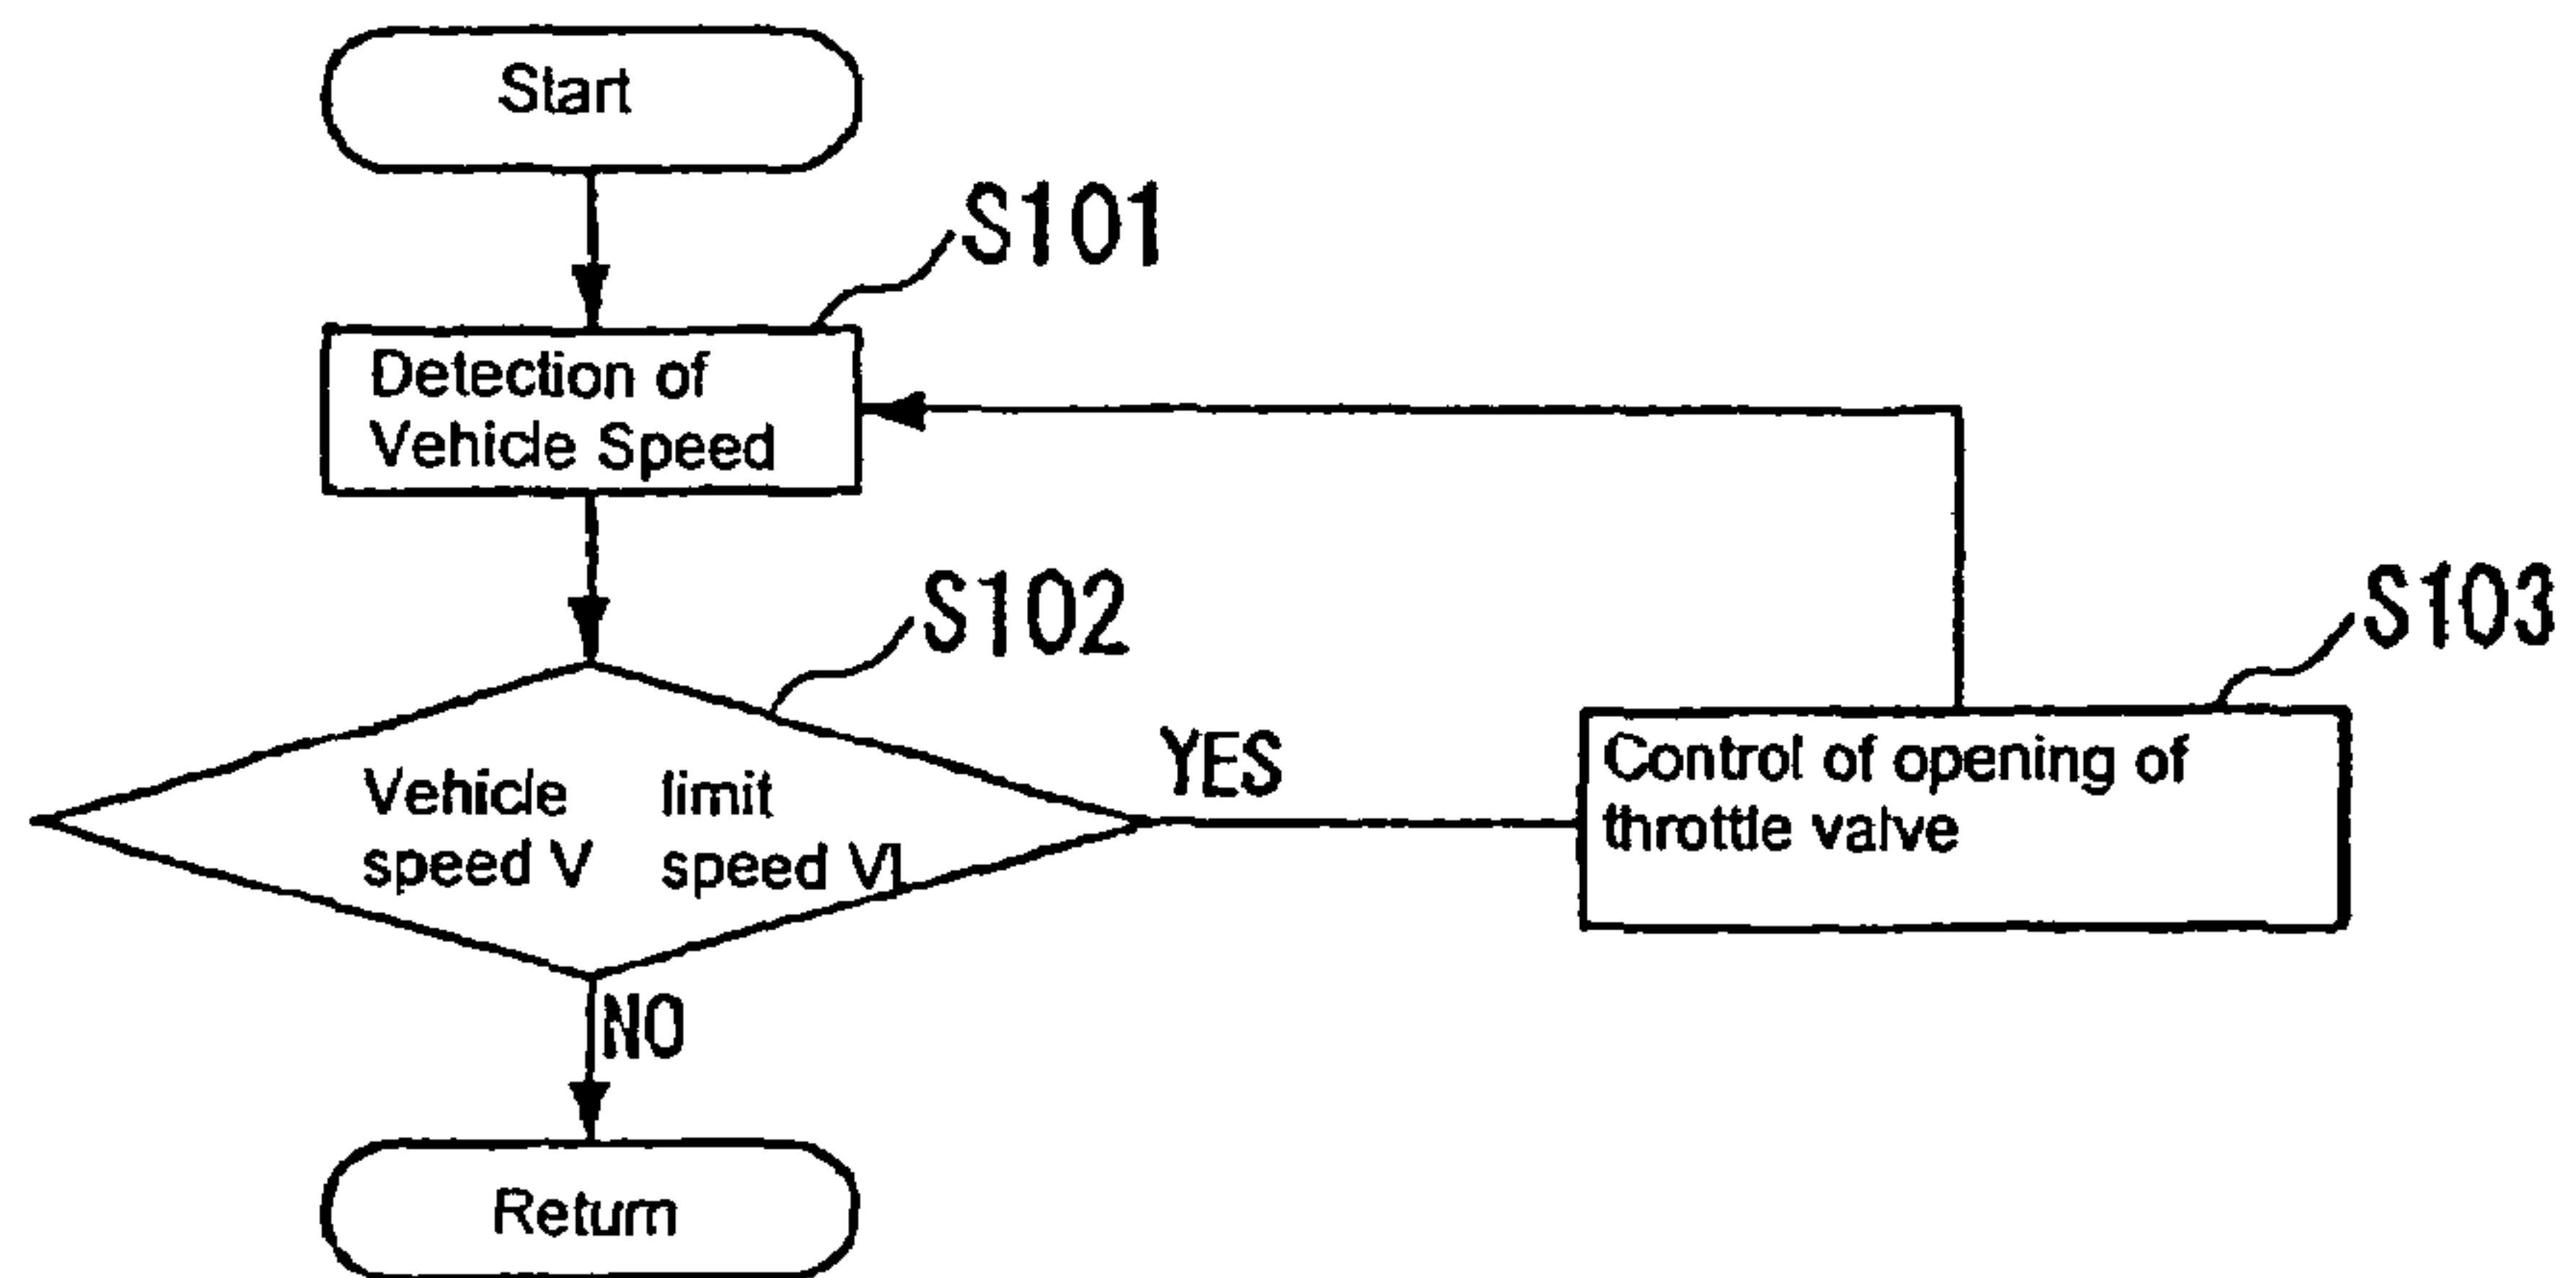 Start
S101
Detection of
Vehicle Speed
S102
Vehicle limit
speed V speed VL
YES
S103
Control of opening of
throttle valve
NO
Return